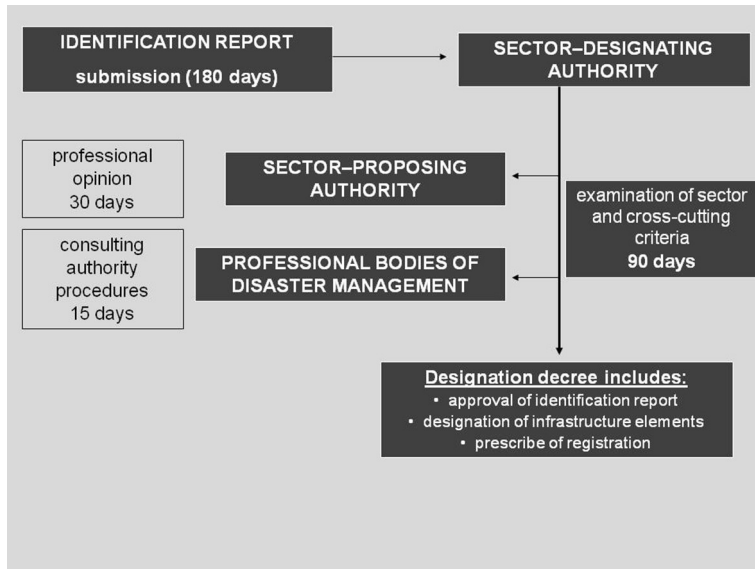 IDENTIFICATION REPORT
submission (180 days)
SECTOR–DESIGNATING
AUTHORITY
professional
opinion
30 days
SECTOR–PROPOSING
AUTHORITY
examination of sector
and cross-cutting
criteria
90 days
consulting
authority
procedures
15 days
PROFESSIONAL BODIES OF
DISASTER MANAGEMENT
Designation decree includes:
• approval of identification report
• designation of infrastructure elements
• prescribe of registration